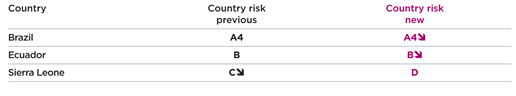 Country Country risk previous Country risk new
Brazil A4 A4↘
Ecuador B B↘
Sierra Leone C↘ D